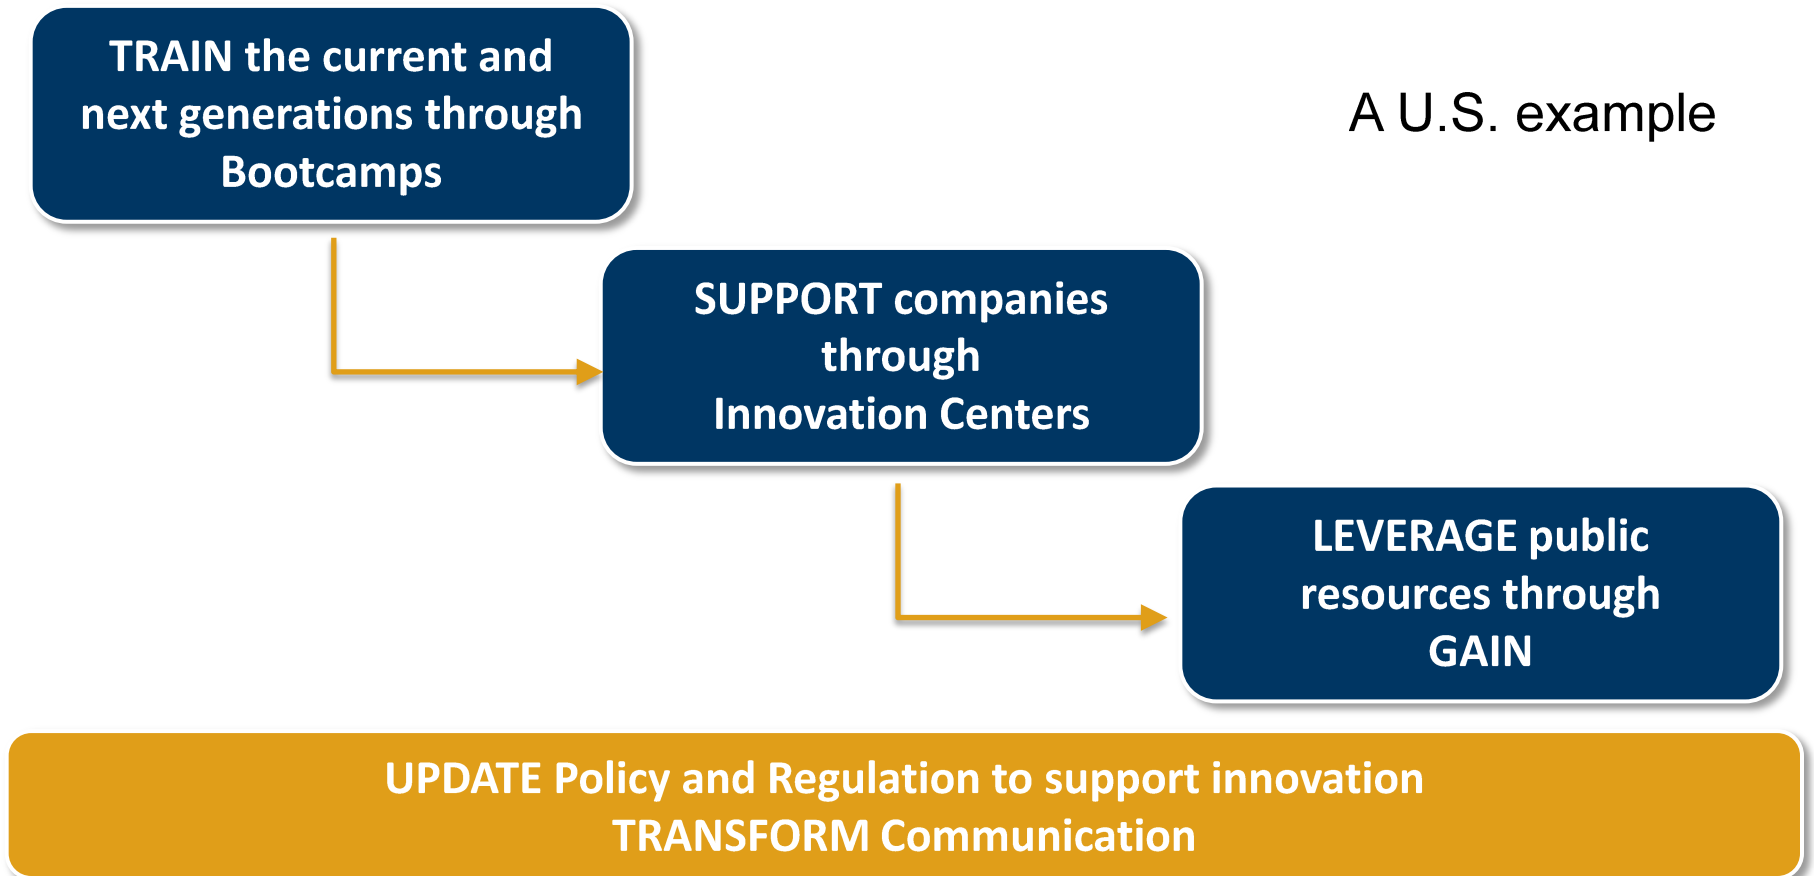 TRAIN the current and
next generations through
Bootcamps
A U.S. example
SUPPORT companies
through
Innovation Centers
LEVERAGE public
resources through
GAIN
UPDATE Policy and Regulation to support innovation
TRANSFORM Communication